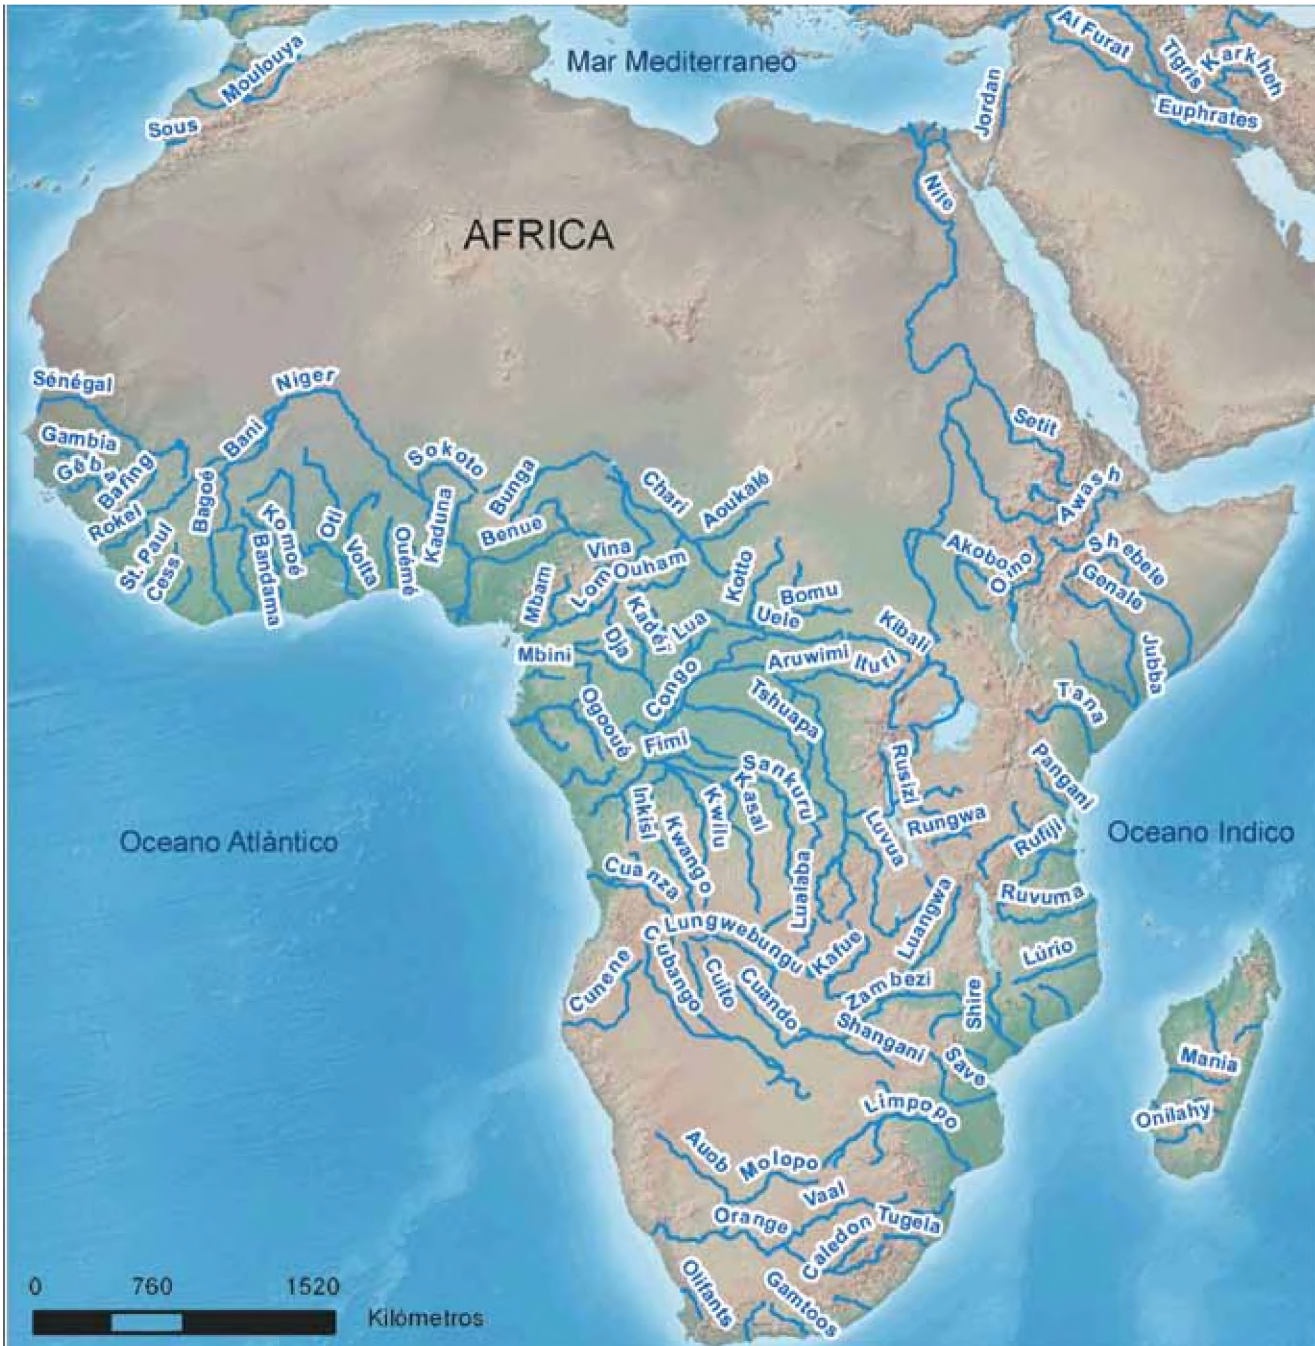 Mar Mediterraneo
Al Furat
Tigris
Karkheh
Euphrates
Jordan
Moulouya
Sous
Nile
AFRICA
Sénégal
Niger
Gambia
Bani
Bafing
Rokel
Bagoé
St. Paul
Cess
Komoé
Bandama
Oti
Volta
Ouémé
Kaduna
Sokoto
Bunga
Benue
Chari
Aoukalé
Vina
Ouham
Lom
Mbam
Kotto
Bomu
Uele
Setit
Awash
Akobo
Omo
Shebele
Genale
Jubba
Kadéï
Lua
Dja
Mbini
Congo
Aruwimi
Ituri
Kibali
Tshuapa
Ogooué
Fimi
Sankuru
Kasai
Kwilu
Inkisi
Kwango
Rusizi
Rungwa
Luvua
Tana
Pangani
Rufiji
Ruvuma
Lúrio
Oceano Atlàntico
Oceano Indico
Cuanza
Lualaba
Luangwa
Lungwebungu
Kafue
Cubango
Cuito
Cuando
Cunene
Zambezi
Shire
Shangani
Save
Mania
Onilahy
Limpopo
Auob
Molopo
Vaal
Orange
Tugela
Caledon
Olifants
Gamtoos
0 760 1520
Kilómetros